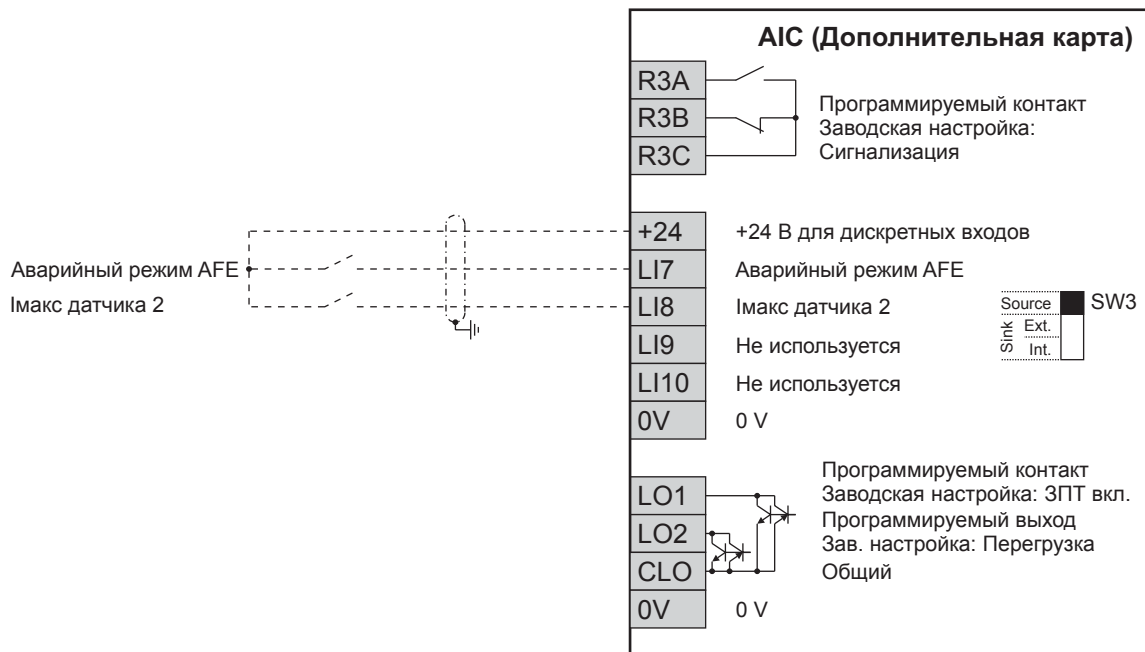 AIC (Дополнительная карта)
R3A
R3B
R3C
Программируемый контакт
Заводская настройка:
Сигнализация
+24
+24 В для дискретных входов
Аварийный режим AFE
LI7
Аварийный режим AFE
Iмакс датчика 2
LI8
Iмакс датчика 2
Source
SW3
Sink
Ext.
Int.
LI9
Не используется
LI10
Не используется
0V
0 V
LO1
Программируемый контакт
Заводская настройка: ЗПТ вкл.
LO2
Программируемый выход
Зав. настройка: Перегрузка
CLO
Общий
0V
0 V